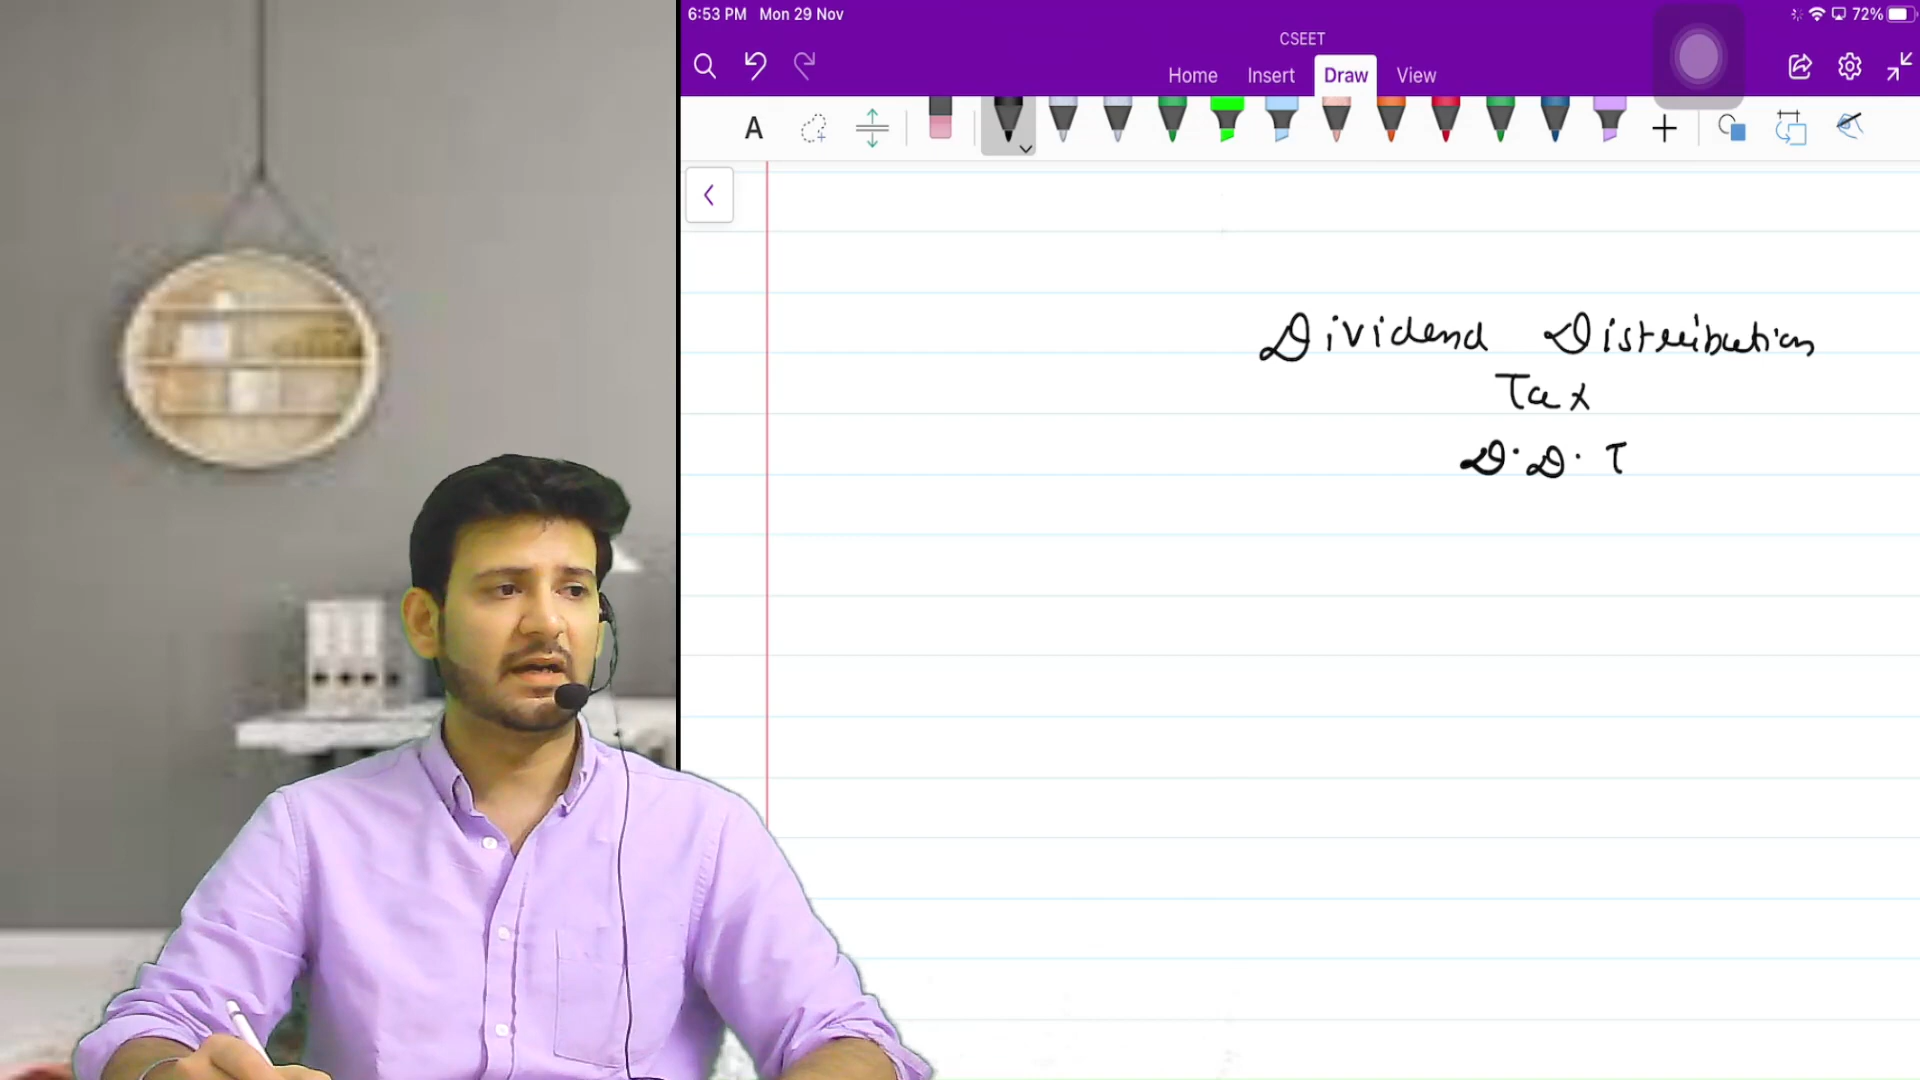 6:53 PM Mon 29 Nov
72%
CSEET
Home Insert Draw View
A
Dividend Distribution
Tax
D.D.T